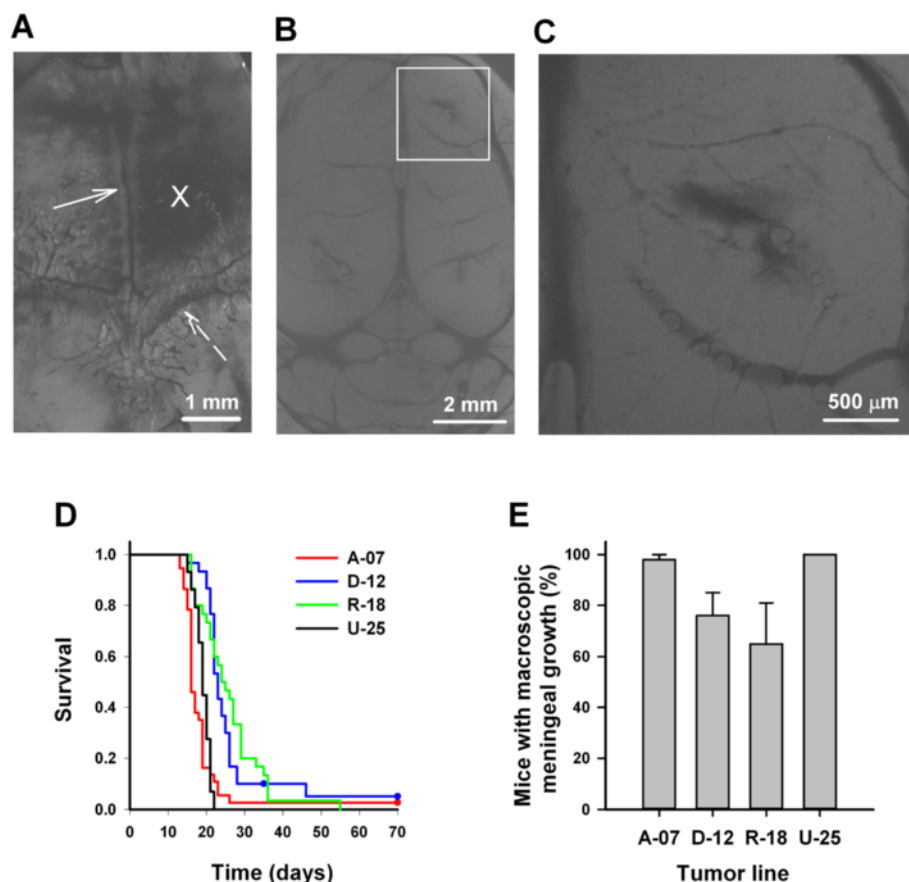 A
B
C
X
1 mm
2 mm
500 μm
D
E
1.0
0.8
0.6
0.4
0.2
0.0
Survival
A-07
D-12
R-18
U-25
0 10 20 30 40 50 60 70
Time (days)
Mice with macroscopic
meningeal growth (%)
100
80
60
40
20
0
A-07 D-12 R-18 U-25
Tumor line